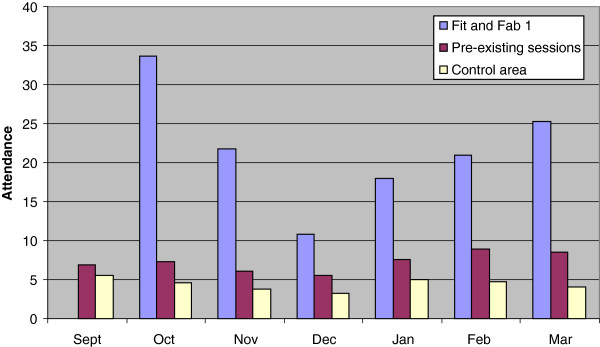 40
35
30
25
20
15
10
5
0
Attendance
Fit and Fab 1
Pre-existing sessions
Control area
Sept Oct Nov Dec Jan Feb Mar